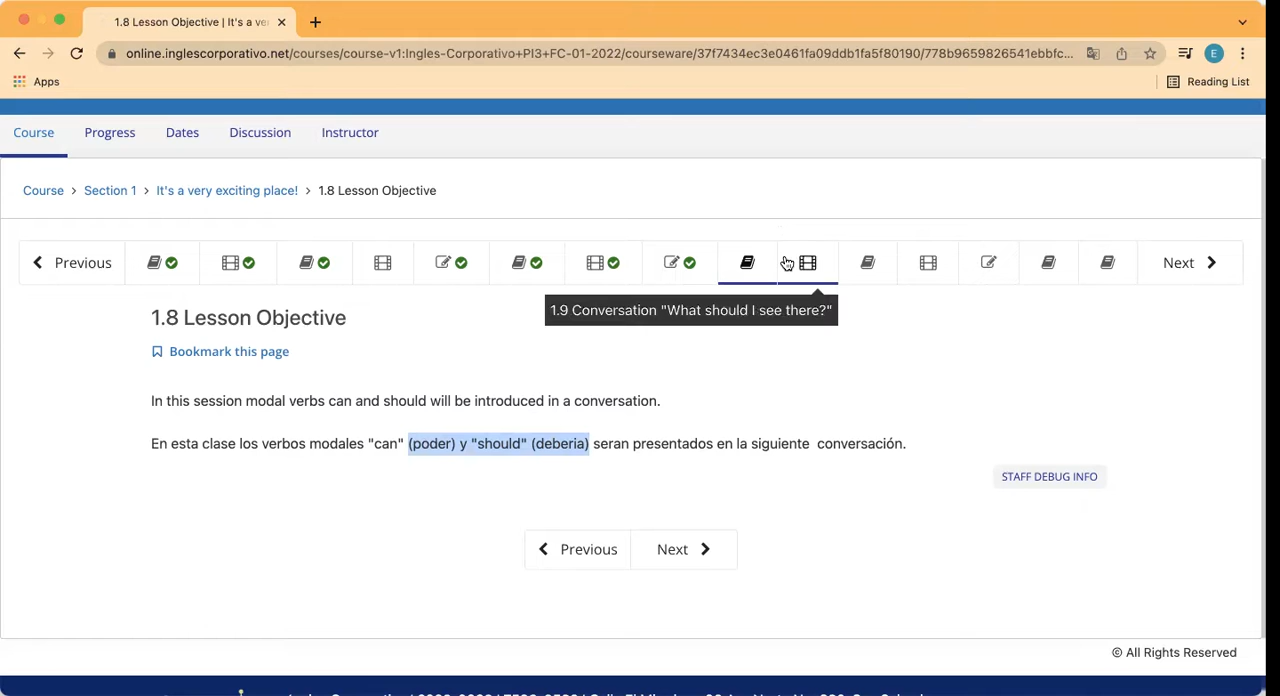 1.8 Lesson Objective | It's a ve
online.inglescorporativo.net/courses/course-v1:Ingles-Corporativo+PI3+FC-01-2022/courseware/37f7434ec3e0461fa09ddb1fa5f80190/778b9659826541ebbfc...
E
Apps
Reading List
Course Progress Dates Discussion Instructor
Course > Section 1 > It's a very exciting place! > 1.8 Lesson Objective
Previous
Next
1.9 Conversation "What should I see there?"
1.8 Lesson Objective
Bookmark this page
In this session modal verbs can and should will be introduced in a conversation.
En esta clase los verbos modales "can" (poder) y "should" (deberia) seran presentados en la siguiente conversación.
STAFF DEBUG INFO
Previous Next
© All Rights Reserved